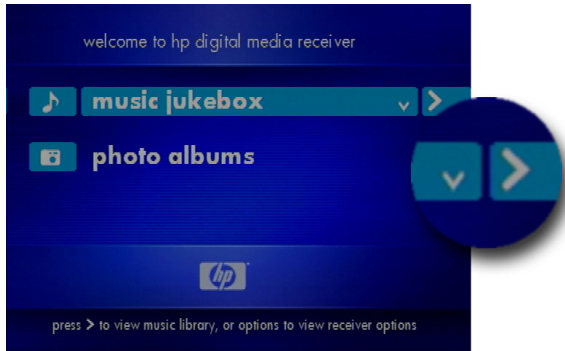 welcome to hp digital media receiver
music jukebox
photo albums
hp
press > to view music library, or options to view receiver options